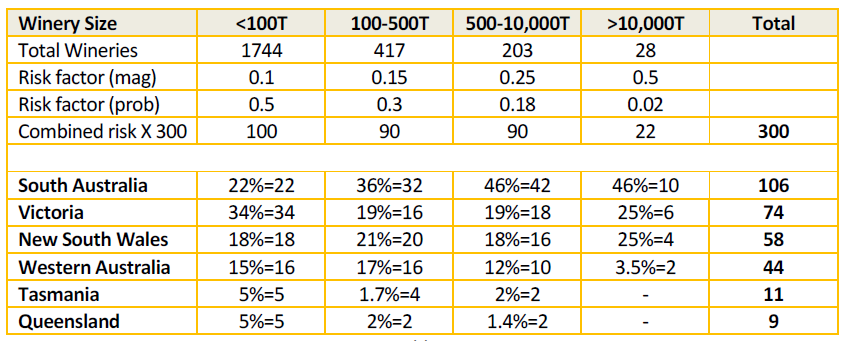 Winery Size <100T 100-500T 500-10,000T >10,000T Total
Total Wineries 1744 417 203 28
Risk factor (mag) 0.1 0.15 0.25 0.5
Risk factor (prob) 0.5 0.3 0.18 0.02
Combined risk X 300 100 90 90 22 300
South Australia 22%=22 36%=32 46%=42 46%=10 106
Victoria 34%=34 19%=16 19%=18 25%=6 74
New South Wales 18%=18 21%=20 18%=16 25%=4 58
Western Australia 15%=16 17%=16 12%=10 3.5%=2 44
Tasmania 5%=5 1.7%=4 2%=2 - 11
Queensland 5%=5 2%=2 1.4%=2 - 9